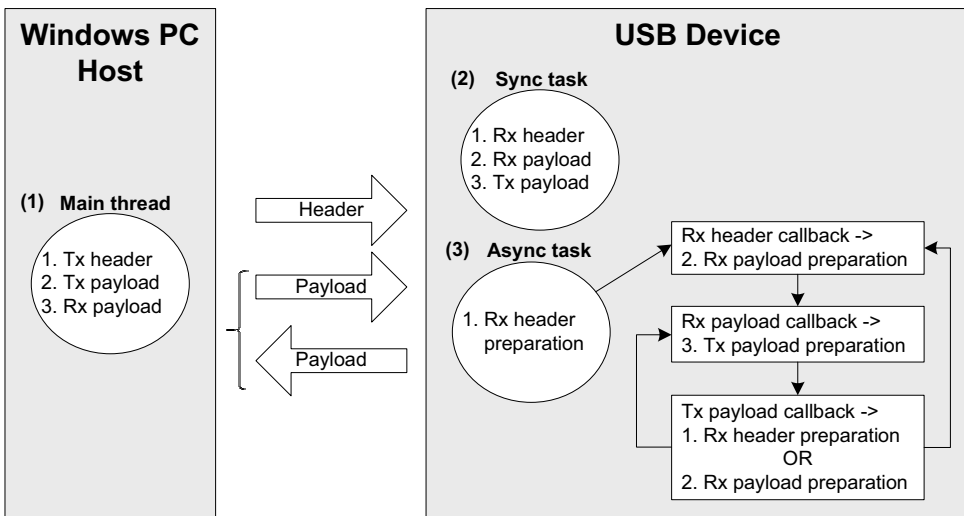 Windows PC
Host
(1) Main thread
1. Tx header
2. Tx payload
3. Rx payload
Header
Payload
Payload
USB Device
(2) Sync task
1. Rx header
2. Rx payload
3. Tx payload
(3) Async task
1. Rx header
preparation
Rx header callback ->
2. Rx payload preparation
Rx payload callback ->
3. Tx payload preparation
Tx payload callback ->
1. Rx header preparation
OR
2. Rx payload preparation